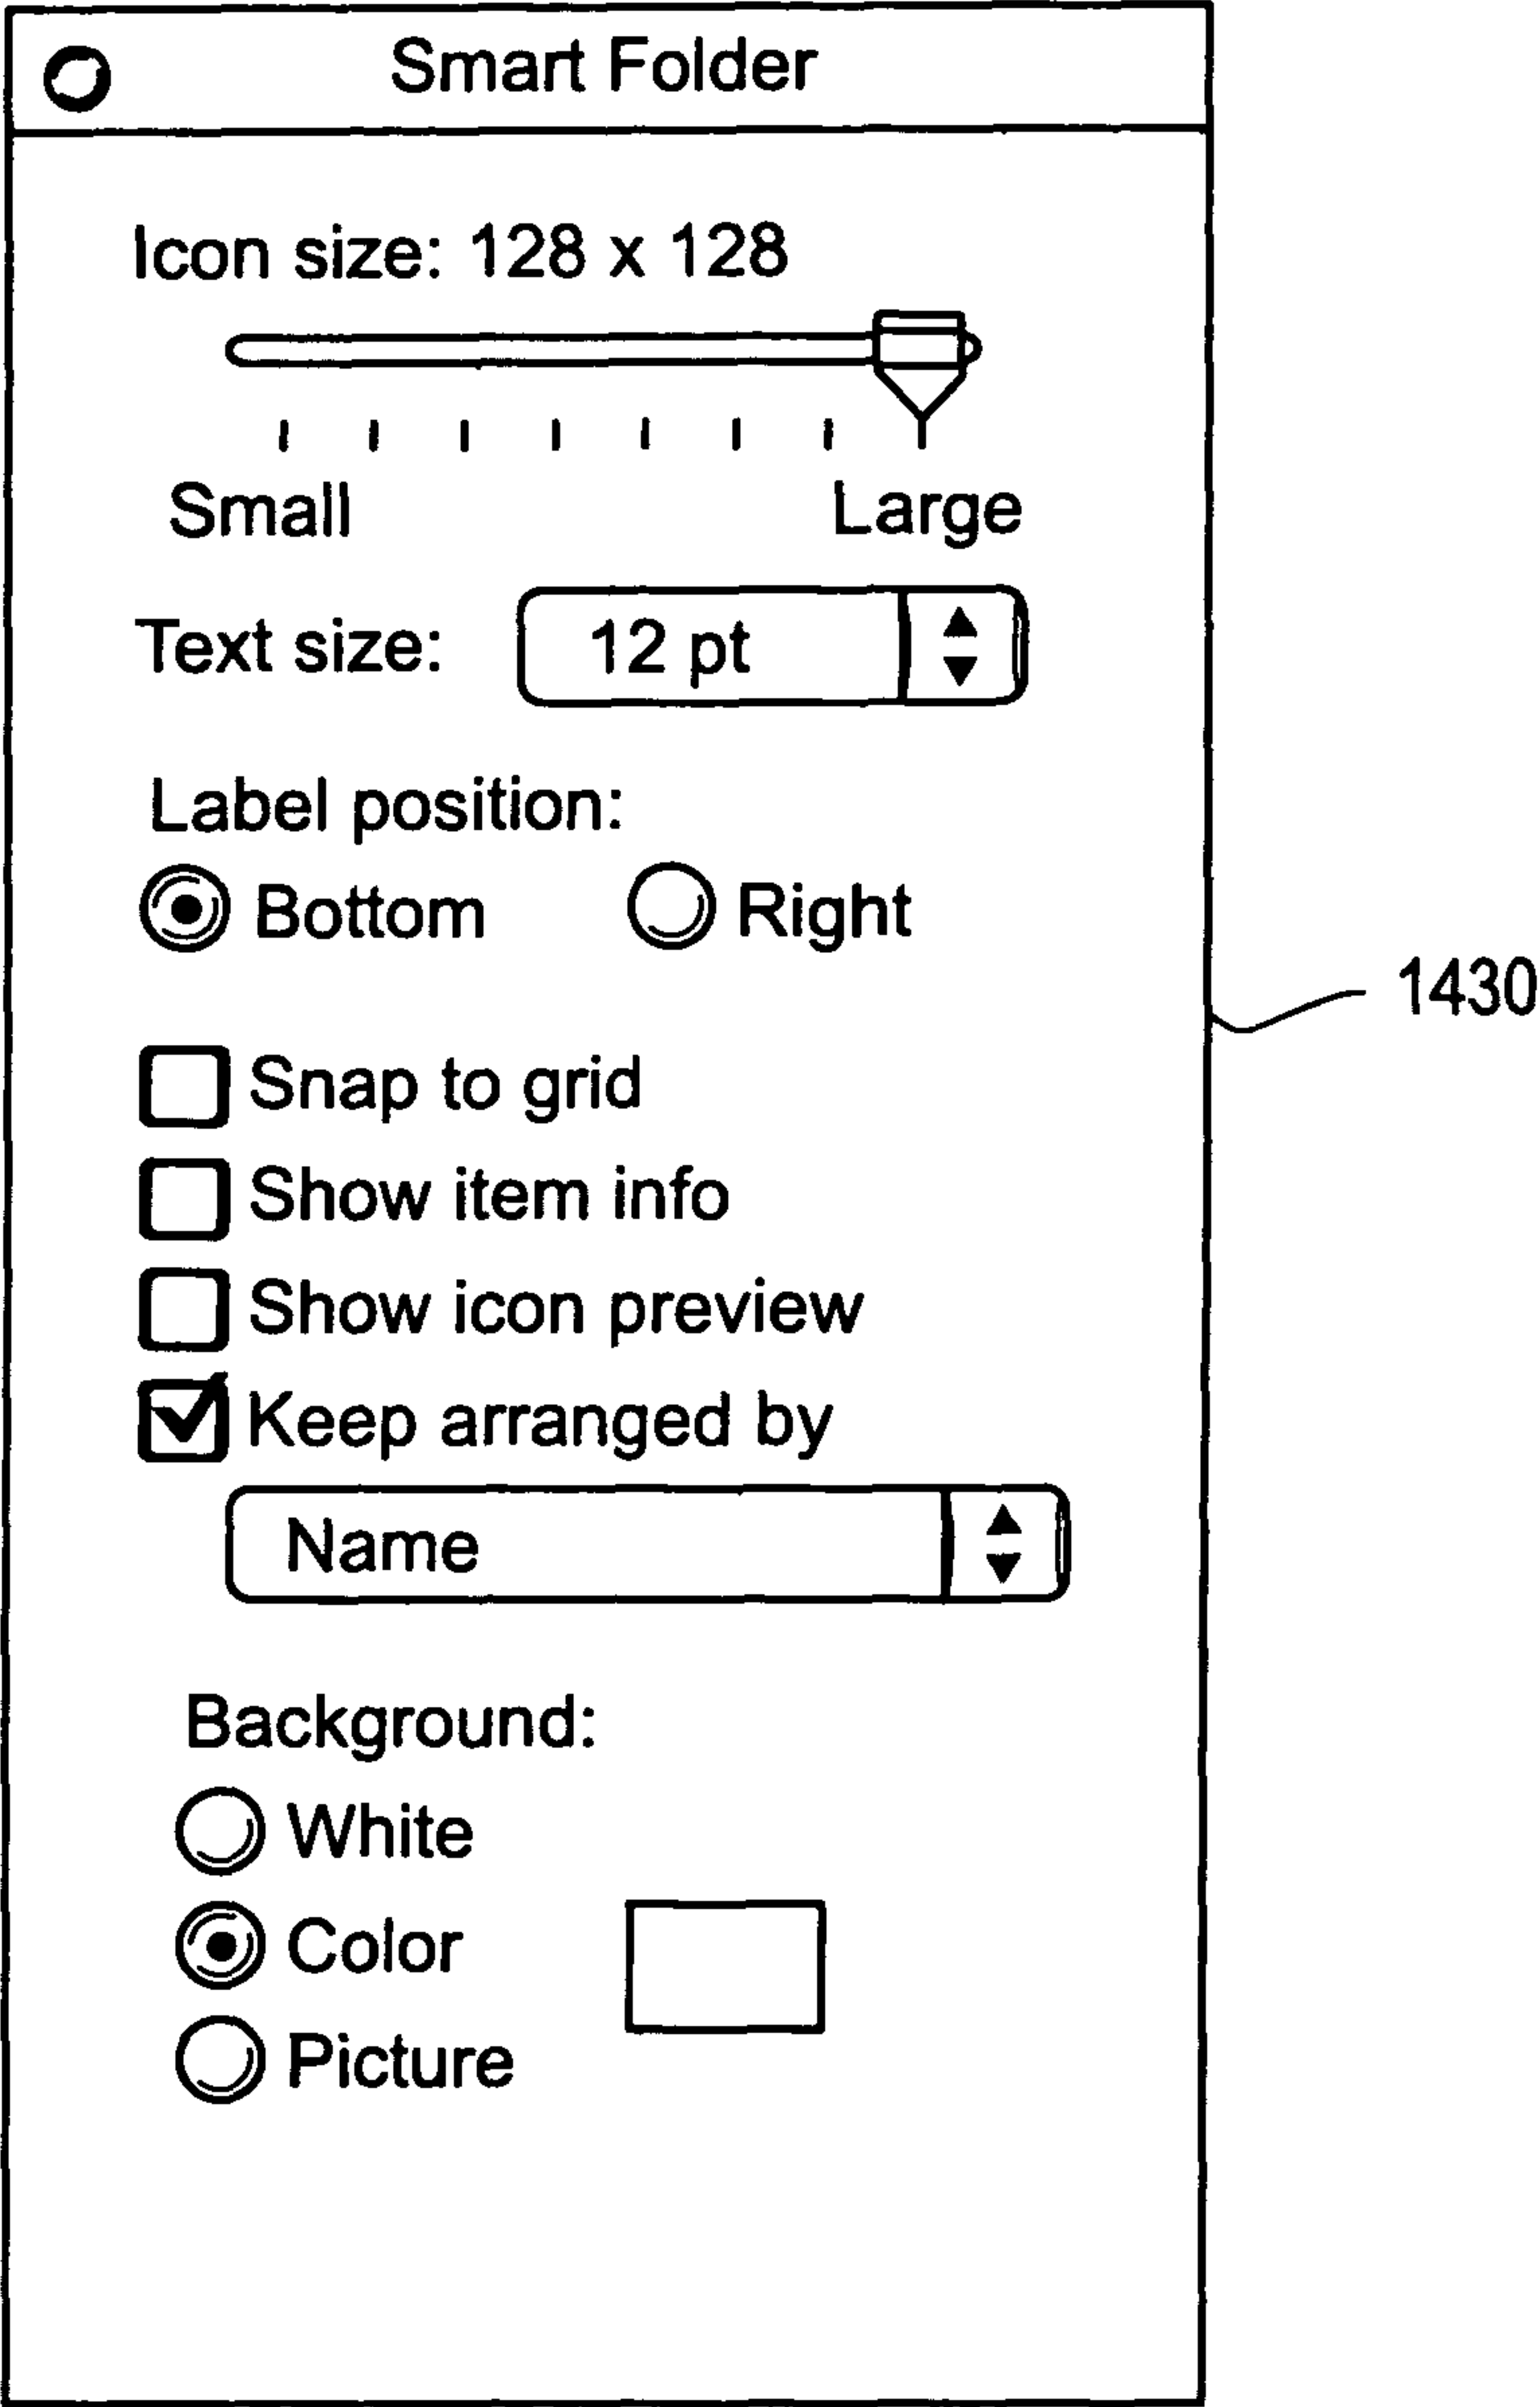 Smart Folder
Icon size: 128 x 128
Small Large
Text size: 12 pt
Label position:
Bottom Right
1430
Snap to grid
Show item info
Show icon preview
Keep arranged by
Name
Background:
White
Color
Picture